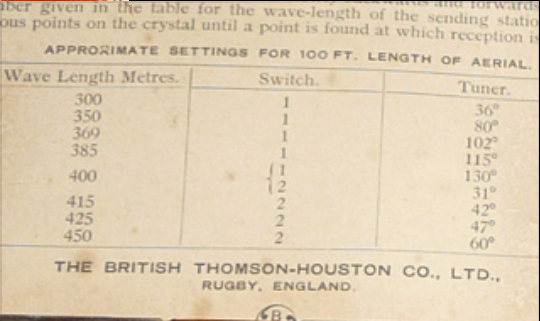 given in the table for the wave-length of the sending
ous points on the crystal until a point is found at which reception is
APPROXIMATE SETTINGS FOR 100 FT. LENGTH OF AERIAL.
Wave Length Metres. Switch. Tuner.
300 1 36°
350 1 80°
369 1 102°
385 1 115°
400 { 1 130°
2 31°
415 2 42°
425 2 47°
450 2 60°
THE BRITISH THOMSON-HOUSTON CO., LTD.,
RUGBY, ENGLAND.
B